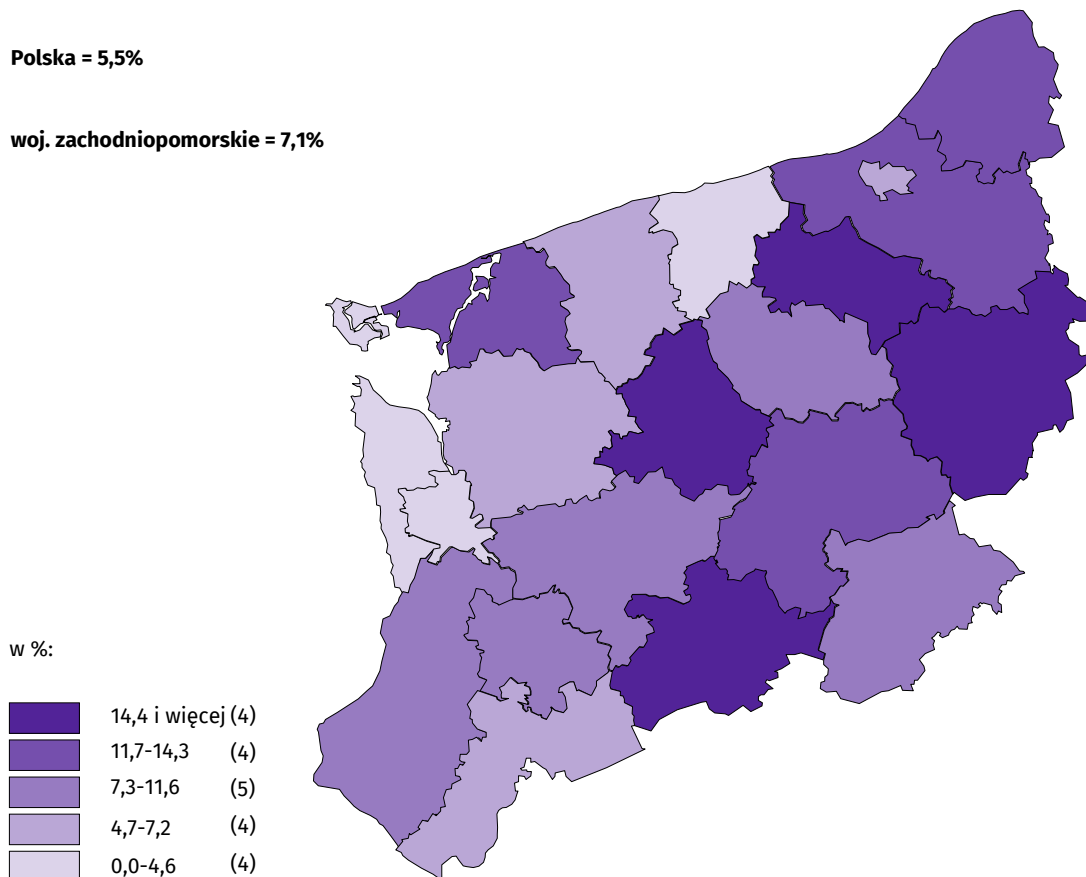 Polska = 5,5%
woj. zachodniopomorskie = 7,1%
w %:
14,4 i więcej (4)
11,7-14,3 (4)
7,3-11,6 (5)
4,7-7,2 (4)
0,0-4,6 (4)